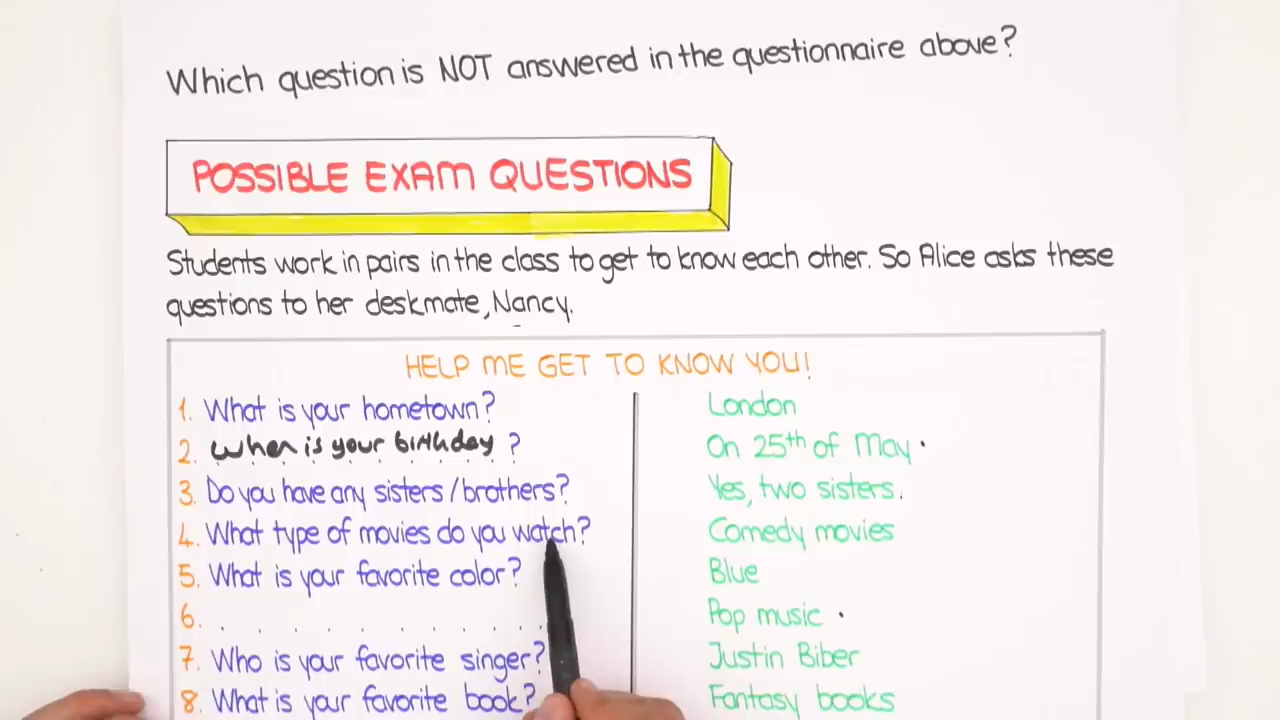 Which question is NOT answered in the questionnaire above?
POSSIBLE EXAM QUESTIONS
Students work in pairs in the class to get to know each other. So Alice asks these
questions to her deskmate, Nancy.
HELP ME GET TO KNOW YOU!
1. What is your hometown? London
2. When is your birthday ? On 25th of May.
3. Do you have any sisters/brothers? Yes, two sisters.
4. What type of movies do you watch? Comedy movies
5. What is your favorite color? Blue
6. . . . . . . . . . Pop music .
7. Who is your favorite singer? Justin Biber
8. What is your favorite book? Fantasy books